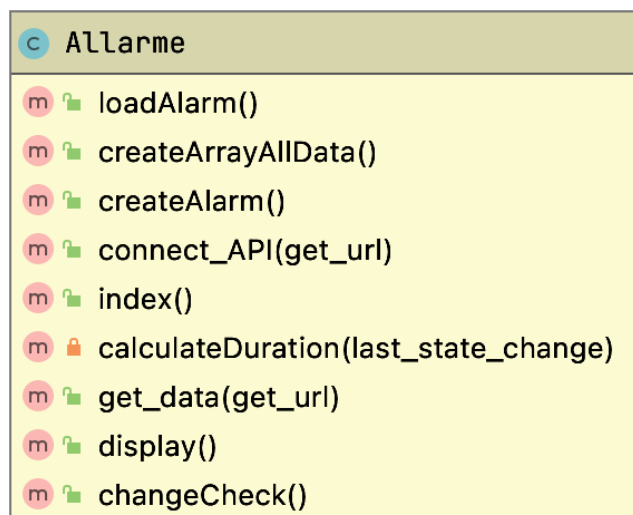 c Allarme
m loadAlarm()
m createArrayAllData()
m createAlarm()
m connect_API(get_url)
m index()
m calculateDuration(last_state_change)
m get_data(get_url)
m display()
m changeCheck()